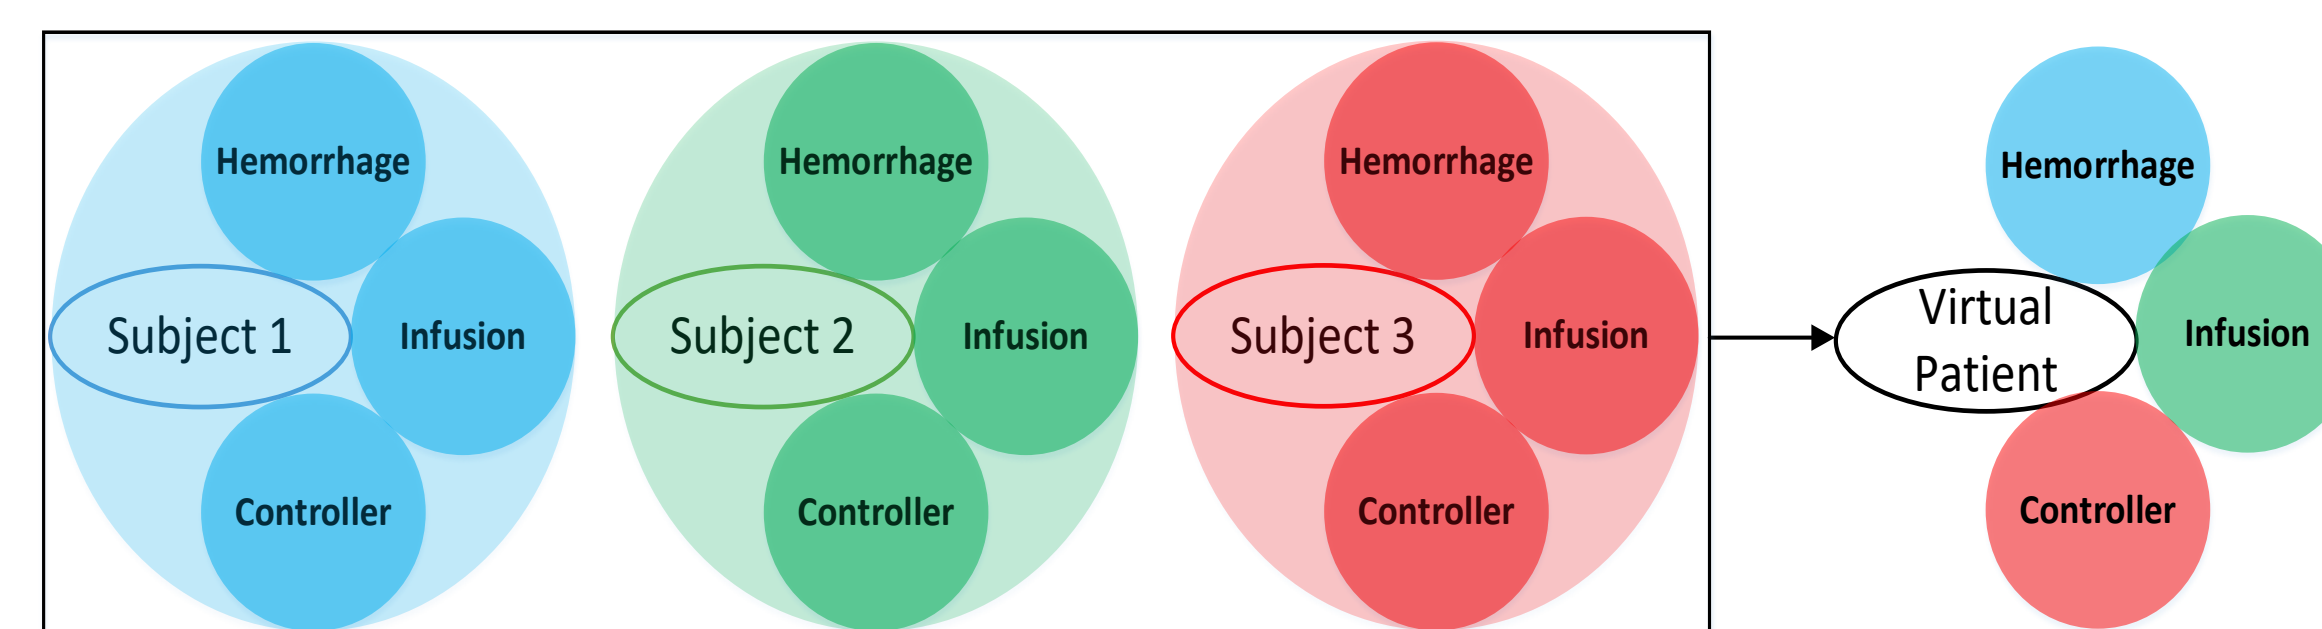 Hemorrhage
Subject 1
Infusion
Controller
Hemorrhage
Subject 2
Infusion
Controller
Hemorrhage
Subject 3
Infusion
Controller
Hemorrhage
Virtual
Patient
Infusion
Controller